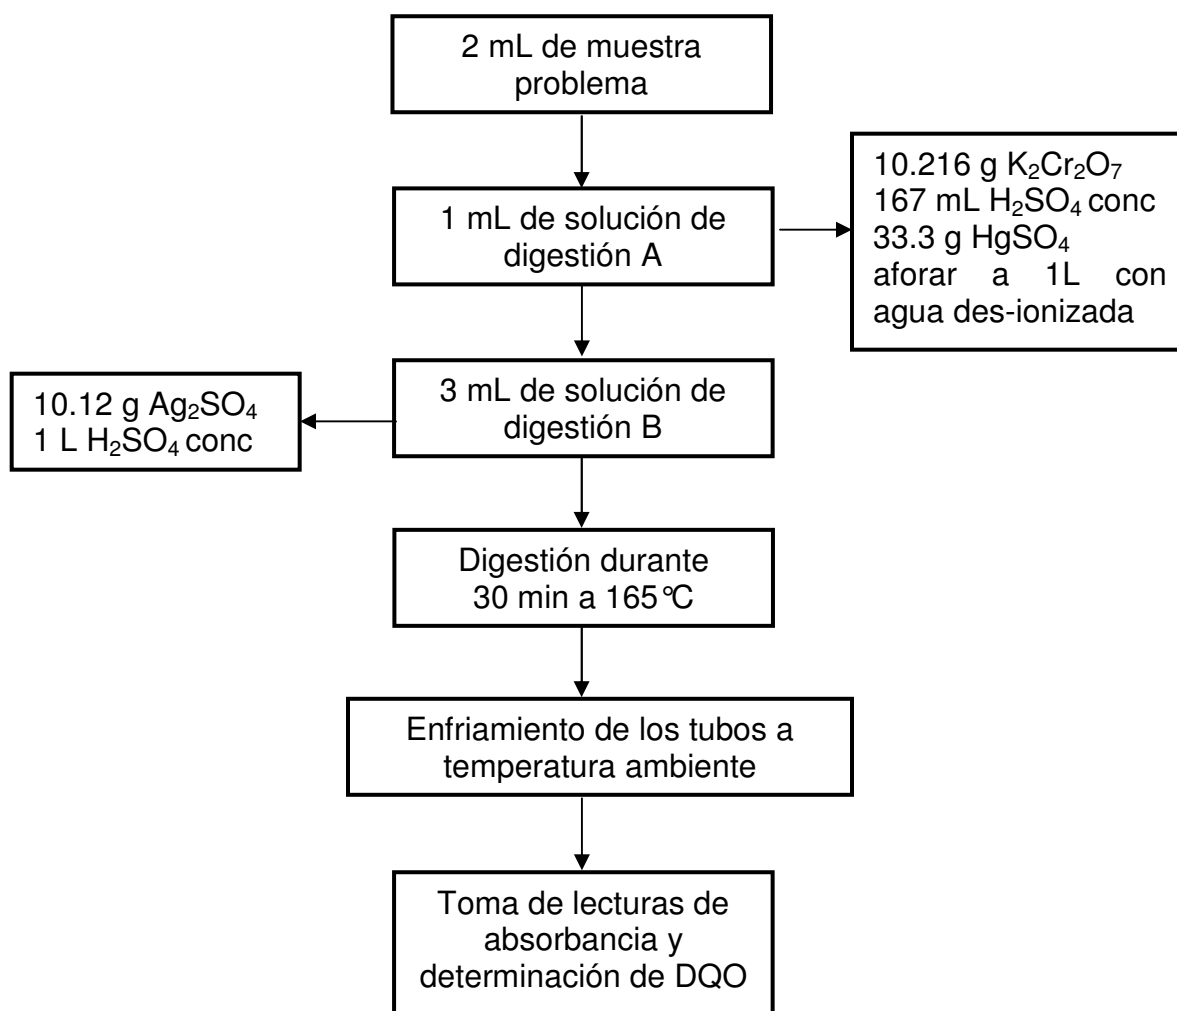 2 mL de muestra
problema
1 mL de solución de
digestión A
10.216 g K₂Cr₂O₇
167 mL H₂SO₄ conc
33.3 g HgSO₄
aforar a 1L con
agua des-ionizada
3 mL de solución de
digestión B
10.12 g Ag₂SO₄
1 L H₂SO₄ conc
Digestión durante
30 min a 165°C
Enfriamiento de los tubos a
temperatura ambiente
Toma de lecturas de
absorbancia y
determinación de DQO